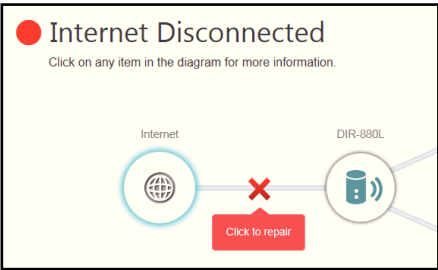 Internet Disconnected
Click on any item in the diagram for more information.
Internet
DIR-880L
Click to repair